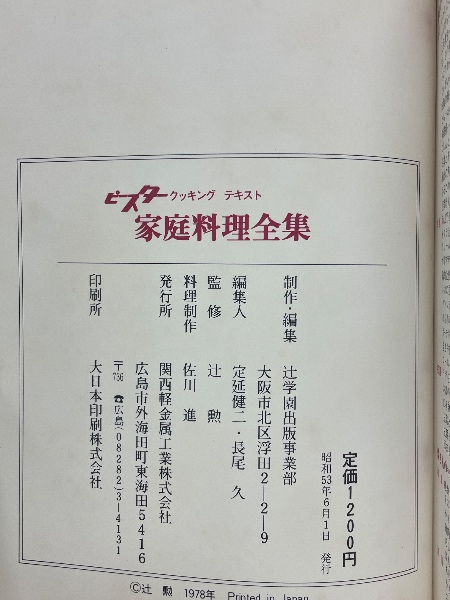 ビスター クッキング テキスト
家庭料理全集
定価1200円
昭和53年6月1日 発行
制作・編集 辻学園出版事業部
大阪市北区浮田2-2-9
編集人 定延健二・長尾 久
監修 辻 勲
料理制作 佐川 進
発行所 関西軽金属工業株式会社
広島市外海田町東海田5416
〒736 ☎広島(08282)3-4131
印刷所 大日本印刷株式会社
Ⓒ辻 勲 1978年 Printed in Japan